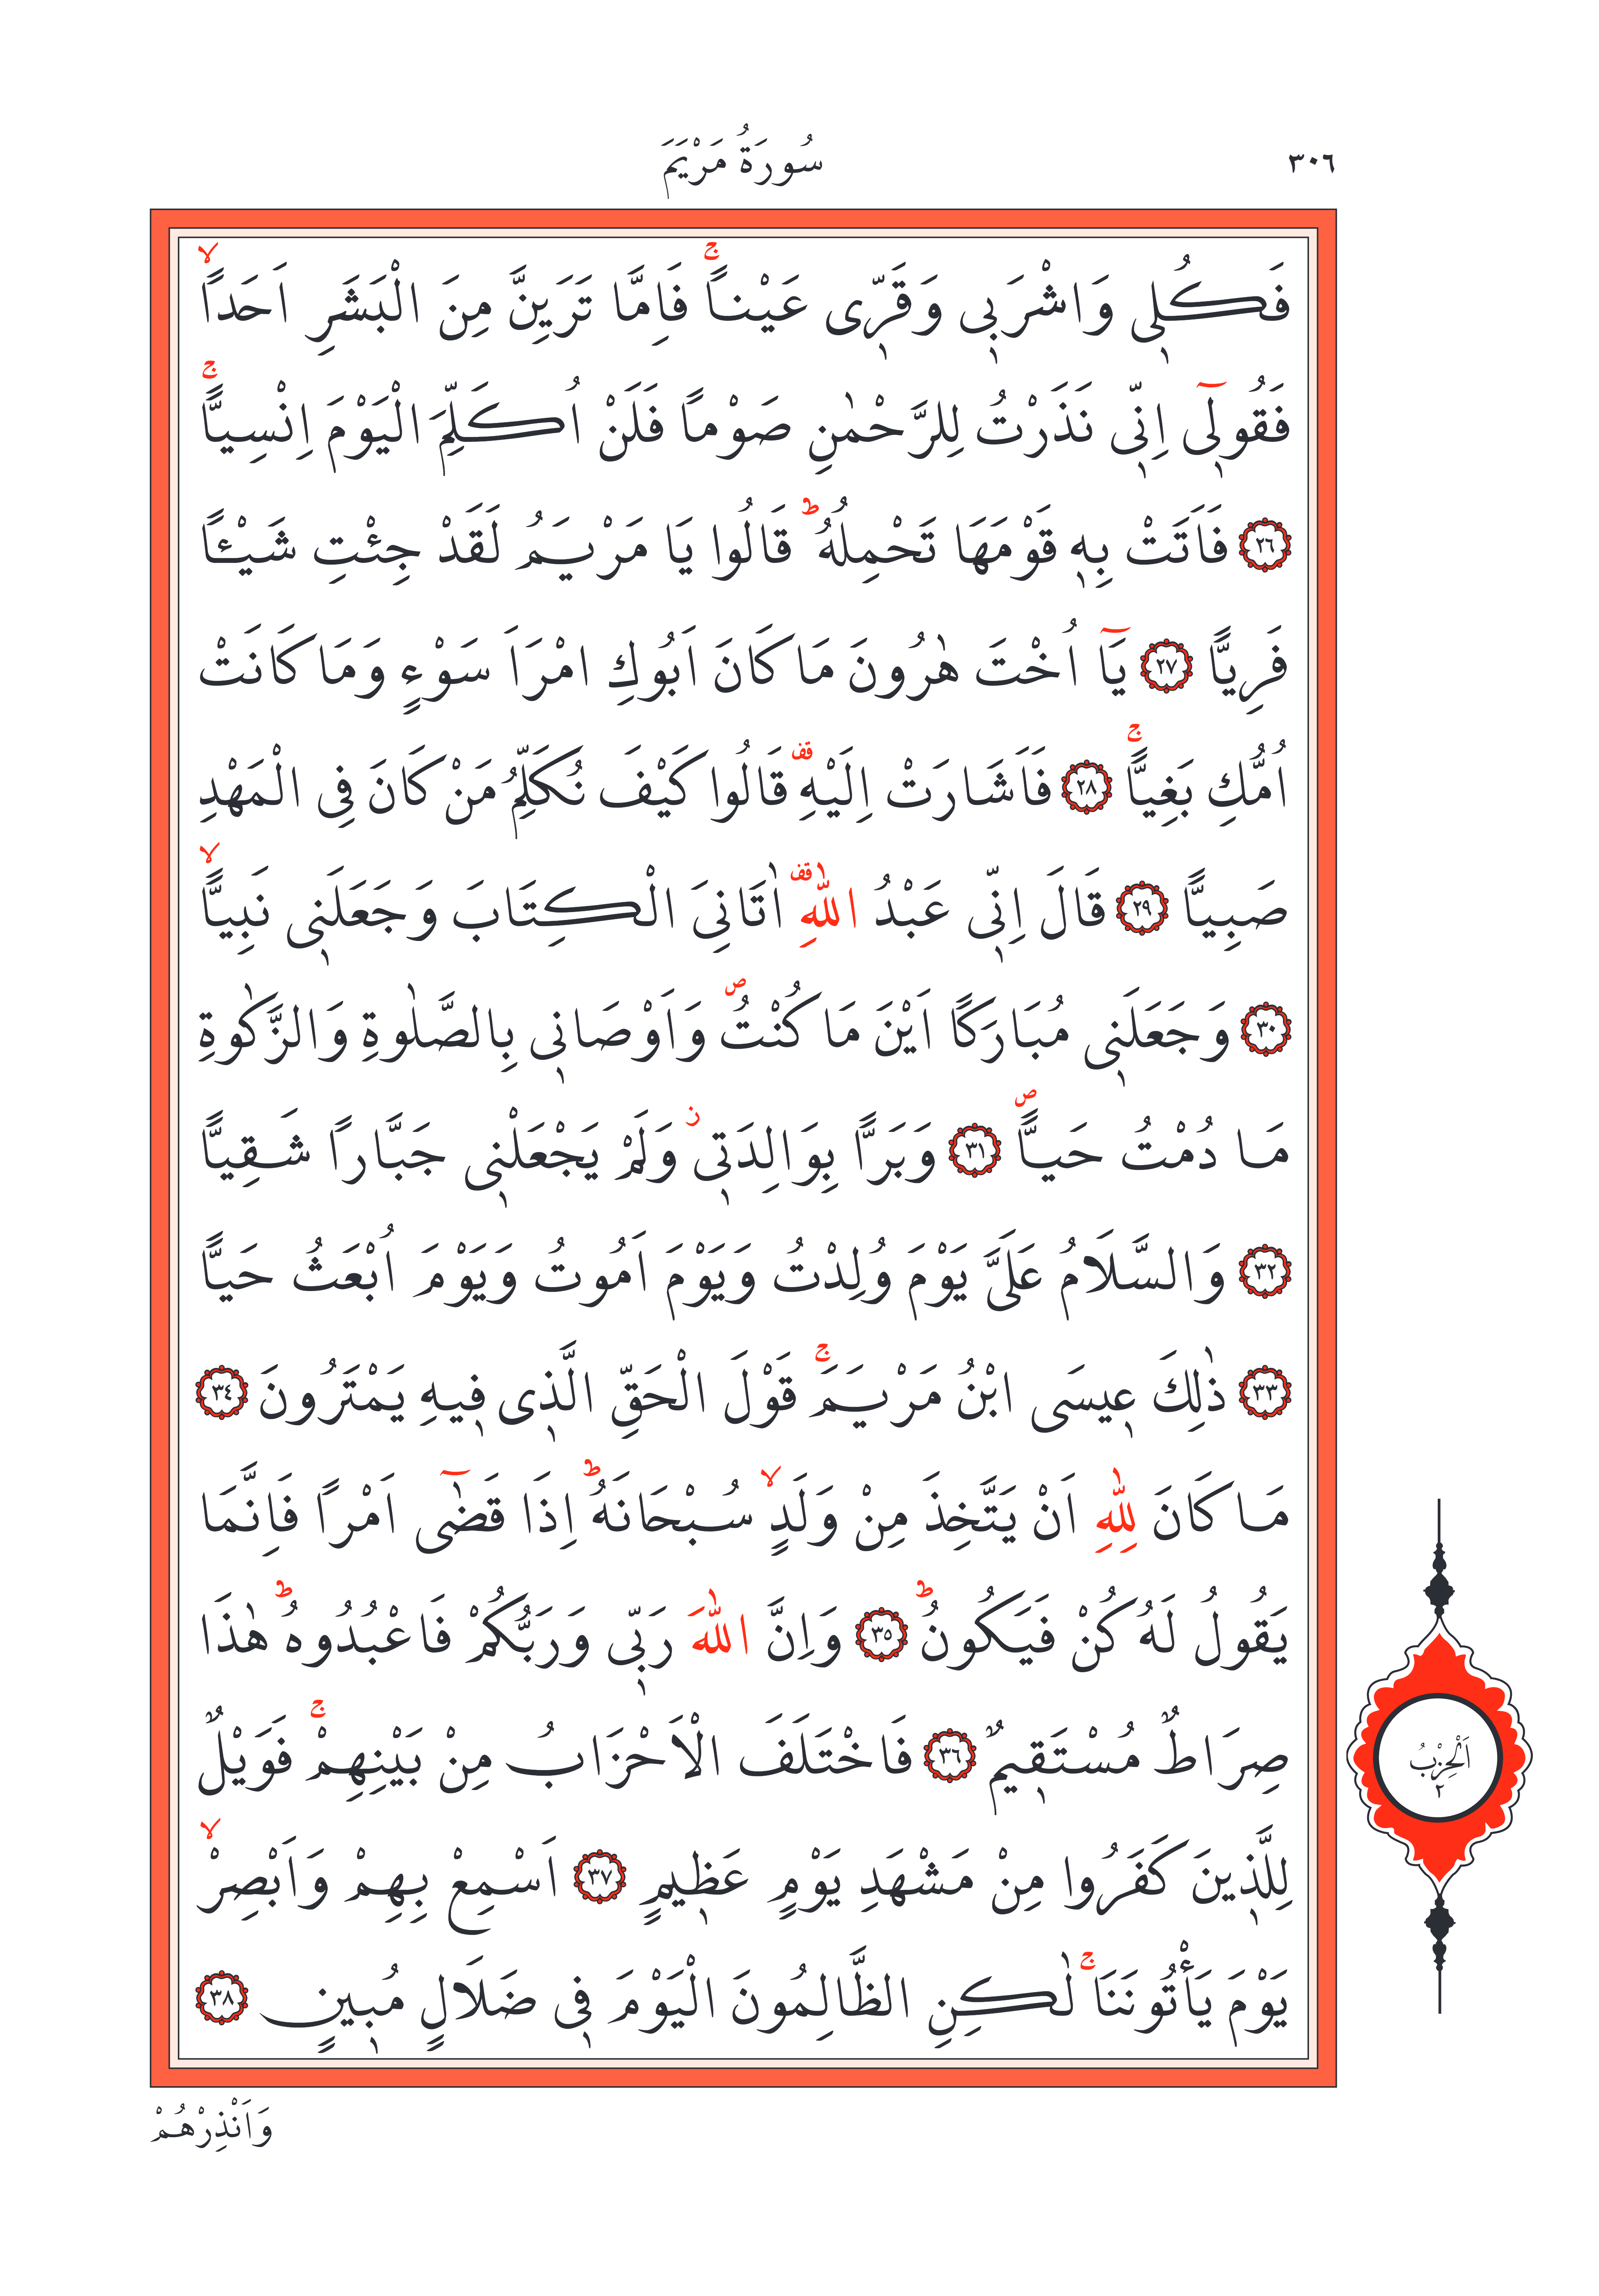 ٣٠٦
سُورَةُ مَرْيَمَ
فَكُلٖي وَاشْرَبٖي وَقَرّٖي عَيْناًۚ فَاِمَّا تَرَيِنَّ مِنَ الْبَشَرِ اَحَداًۙ
فَقُولٖٓي اِنّٖي نَذَرْتُ لِلرَّحْمٰنِ صَوْماً فَلَنْ اُكَلِّمَ الْيَوْمَ اِنْسِياًّۚ
﴿٢٦﴾ فَاَتَتْ بِهٖ قَوْمَهَا تَحْمِلُهُؕ قَالُوا يَا مَرْيَمُ لَقَدْ جِئْتِ شَيْـٔاً
فَرِياًّ ﴿٢٧﴾ يَٓا اُخْتَ هٰرُونَ مَا كَانَ اَبُوكِ امْرَاَ سَوْءٍ وَمَا كَانَتْ
اُمُّكِ بَغِياًّۚ ﴿٢٨﴾ فَاَشَارَتْ اِلَيْهِࣞ قَالُوا كَيْفَ نُكَلِّمُ مَنْ كَانَ فِي الْمَهْدِ
صَبِياًّ ﴿٢٩﴾ قَالَ اِنّٖي عَبْدُ اللّٰهِࣞ اٰتَانِيَ الْكِتَابَ وَجَعَلَنٖي نَبِياًّۙ
﴿٣٠﴾ وَجَعَلَنٖي مُبَارَكاً اَيْنَ مَا كُنْتُࣕ وَاَوْصَانٖي بِالصَّلٰوةِ وَالزَّكٰوةِ
مَا دُمْتُ حَياًّࣕ ﴿٣١﴾ وَبَراًّ بِوَالِدَتٖيؗ وَلَمْ يَجْعَلْنٖي جَبَّاراً شَقِياًّ
﴿٣٢﴾ وَالسَّلَامُ عَلَيَّ يَوْمَ وُلِدْتُ وَيَوْمَ اَمُوتُ وَيَوْمَ اُبْعَثُ حَياًّ
﴿٣٣﴾ ذٰلِكَ عٖيسَى ابْنُ مَرْيَمَۚ قَوْلَ الْحَقِّ الَّذٖي فٖيهِ يَمْتَرُونَ ﴿٣٤﴾
مَا كَانَ لِلّٰهِ اَنْ يَتَّخِذَ مِنْ وَلَدٍۙ سُبْحَانَهُؕ اِذَا قَضٰٓى اَمْراً فَاِنَّمَا
يَقُولُ لَهُ كُنْ فَيَكُونُؕ ﴿٣٥﴾ وَاِنَّ اللّٰهَ رَبّٖي وَرَبُّكُمْ فَاعْبُدُوهُؕ هٰذَا
صِرَاطٌ مُسْتَقٖيمٌ ﴿٣٦﴾ فَاخْتَلَفَ الْاَحْزَابُ مِنْ بَيْنِهِمْۚ فَوَيْلٌ
لِلَّذٖينَ كَفَرُوا مِنْ مَشْهَدِ يَوْمٍ عَظٖيمٍ ﴿٣٧﴾ اَسْمِعْ بِهِمْ وَاَبْصِرْۙ
يَوْمَ يَأْتُونَنَاۚ لٰكِنِ الظَّالِمُونَ الْيَوْمَ فٖي ضَلَالٍ مُبٖينٍ ﴿٣٨﴾
اَلْحِزْبُ
٢
وَاَنْذِرْهُمْ